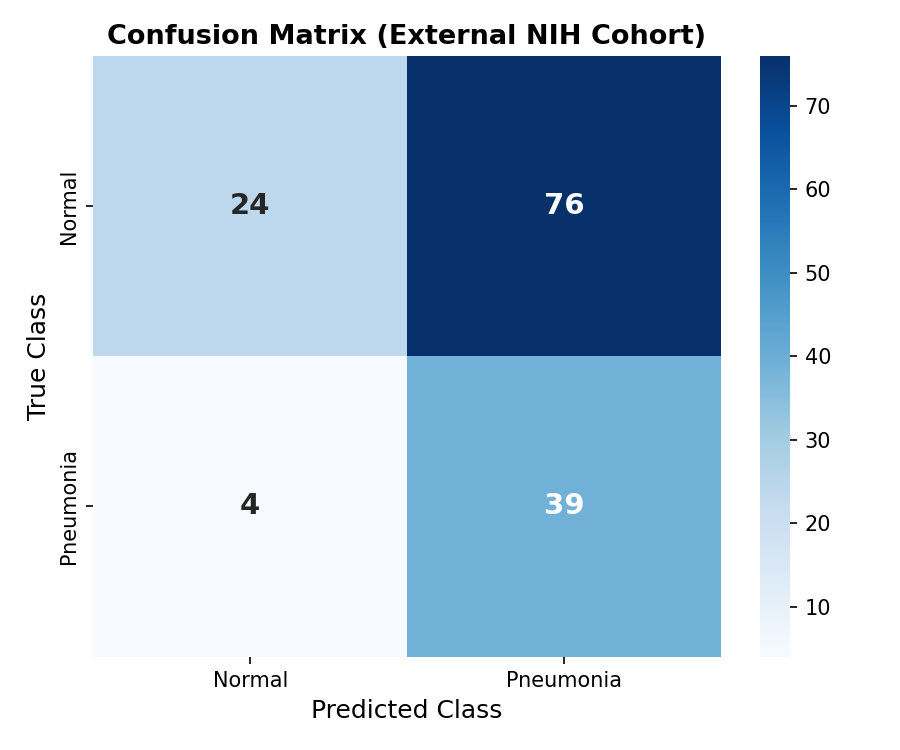 Confusion Matrix (External NIH Cohort)
True Class
Normal
24
76
Pneumonia
4
39
Normal
Pneumonia
Predicted Class
70
60
50
40
30
20
10